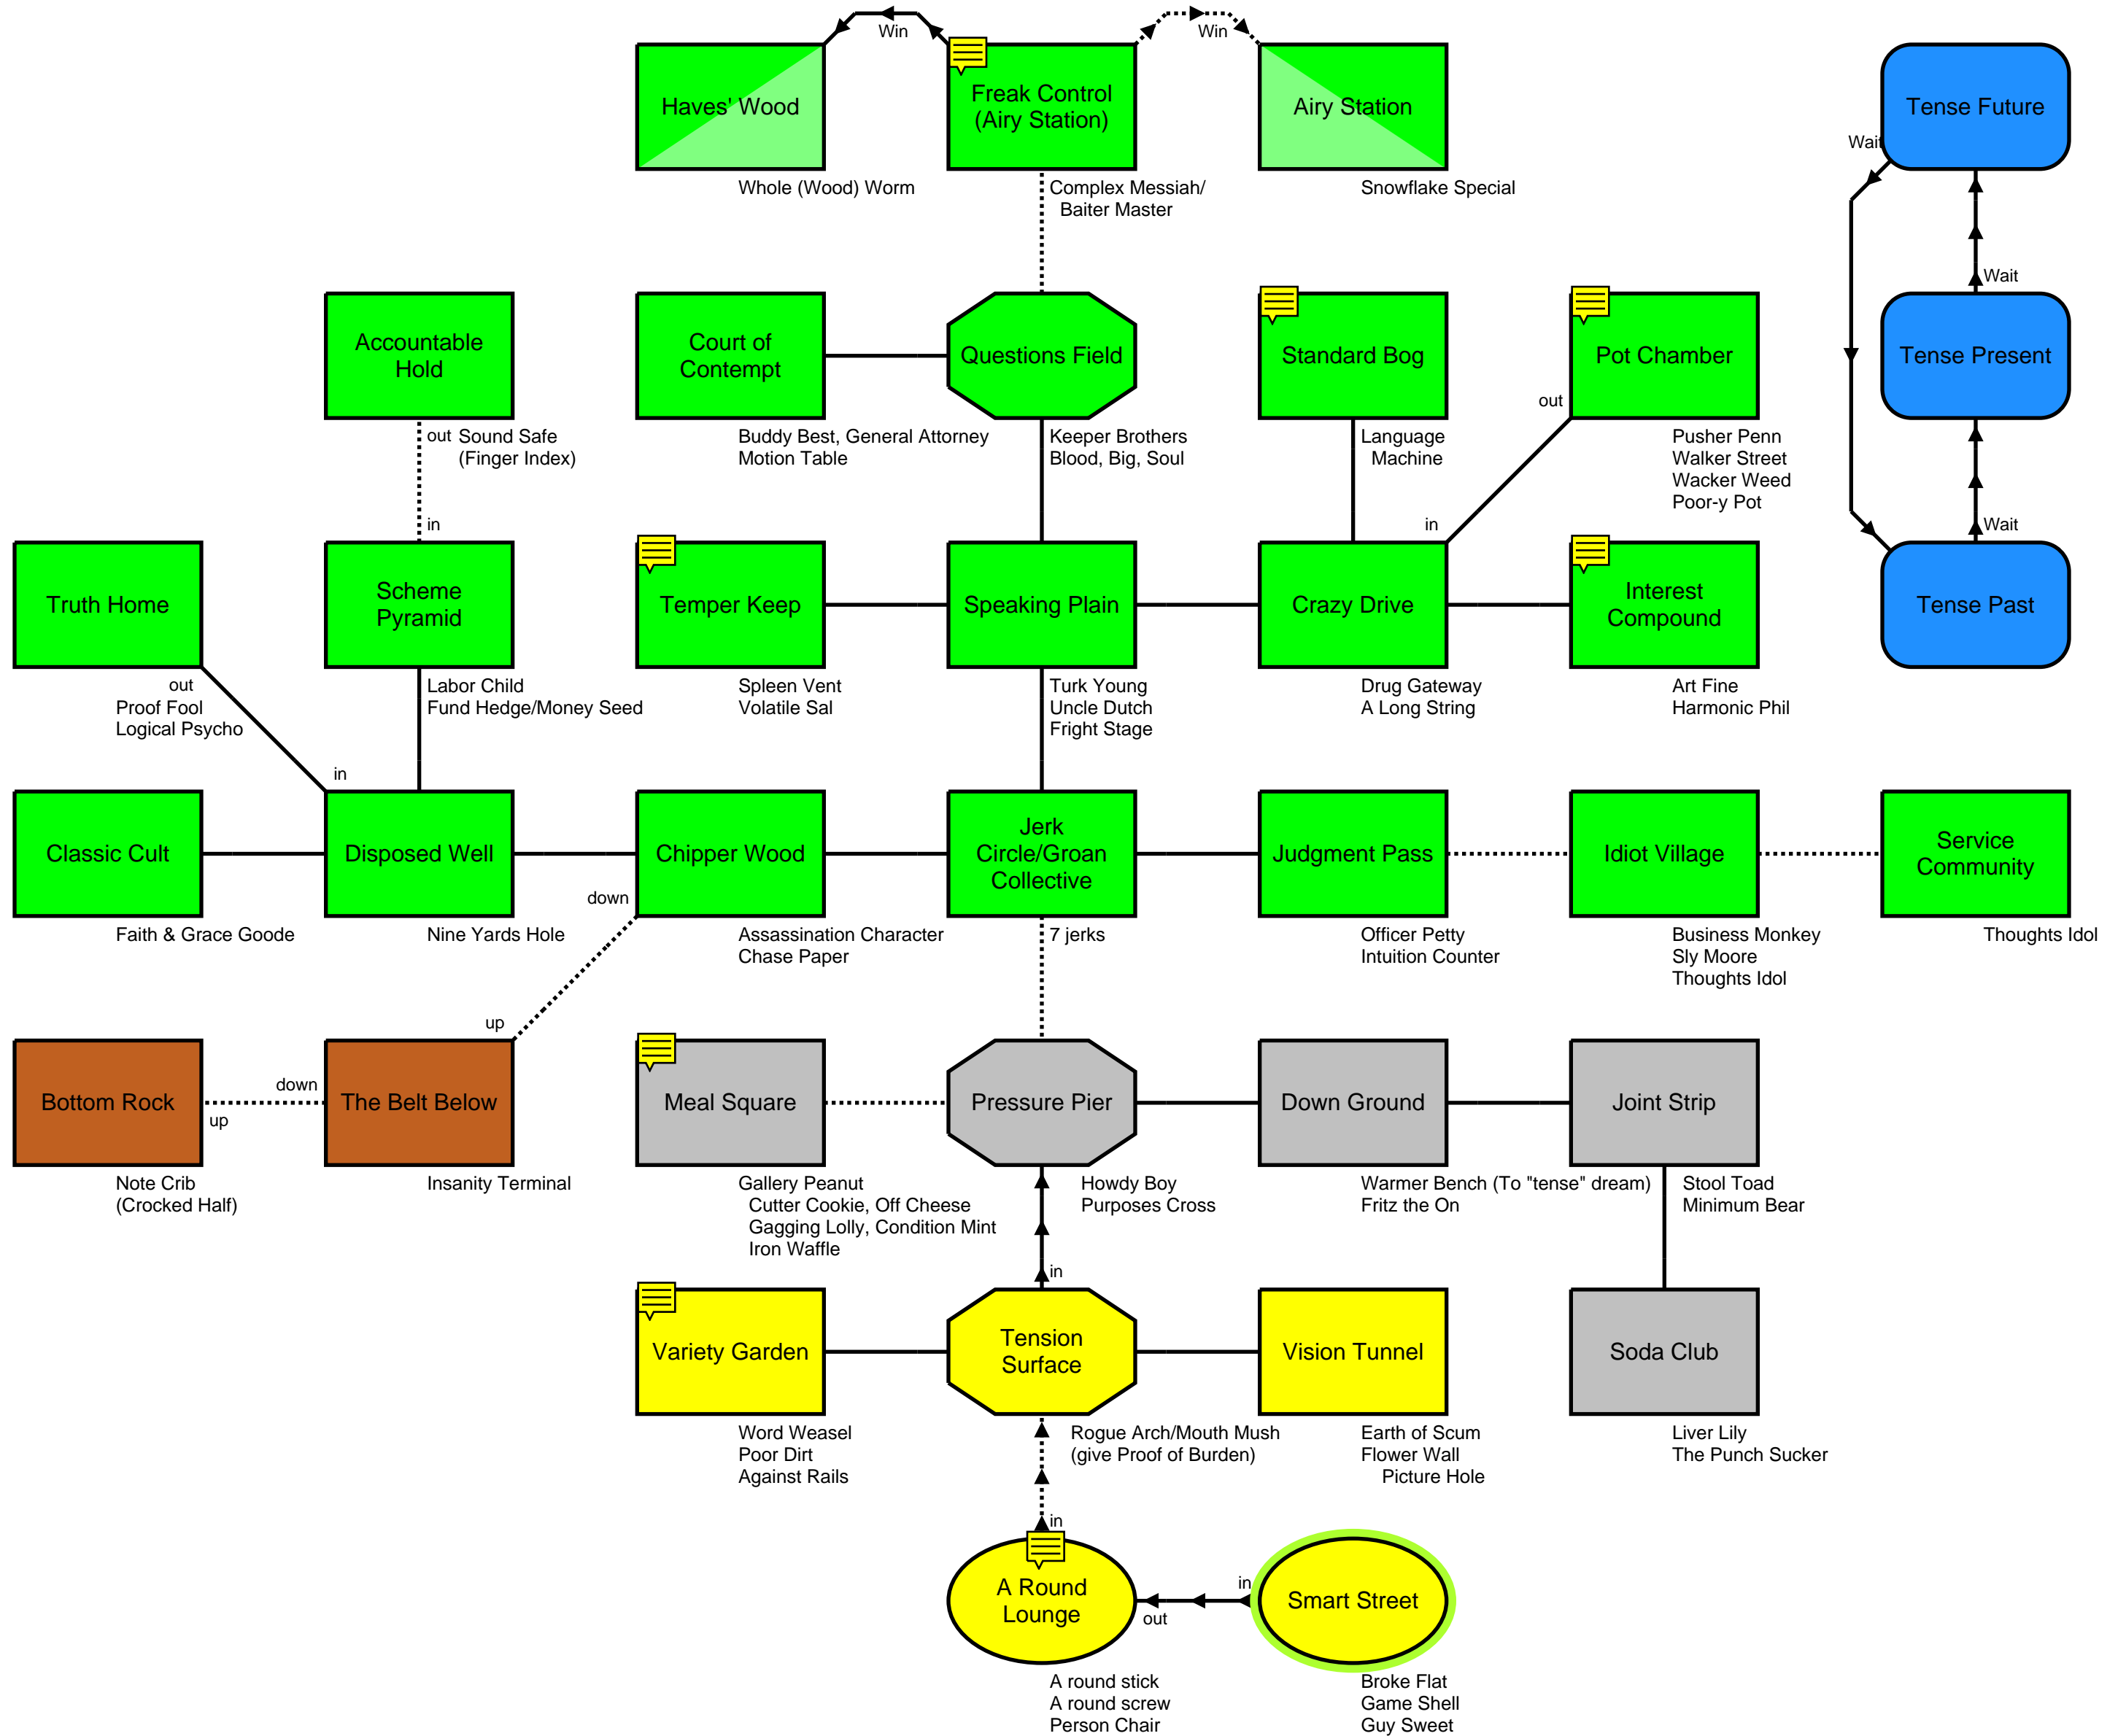 Win
Win
Haves' Wood
Freak Control
(Airy Station)
Airy Station
Tense Future
Wait
Whole (Wood) Worm
Complex Messiah/
Baiter Master
Snowflake Special
Wait
Accountable
Hold
Court of
Contempt
Questions Field
Standard Bog
Pot Chamber
Tense Present
out
out
Sound Safe
(Finger Index)
Buddy Best, General Attorney
Motion Table
Keeper Brothers
Blood, Big, Soul
Language
Machine
Pusher Penn
Walker Street
Wacker Weed
Poor-y Pot
in
in
Wait
Truth Home
Scheme
Pyramid
Temper Keep
Speaking Plain
Crazy Drive
Interest
Compound
Tense Past
out
Proof Fool
Logical Psycho
Labor Child
Fund Hedge/Money Seed
Spleen Vent
Volatile Sal
Turk Young
Uncle Dutch
Fright Stage
Drug Gateway
A Long String
Art Fine
Harmonic Phil
in
Classic Cult
Disposed Well
Chipper Wood
Jerk
Circle/Groan
Collective
Judgment Pass
Idiot Village
Service
Community
down
Faith & Grace Goode
Nine Yards Hole
Assassination Character
Chase Paper
7 jerks
Officer Petty
Intuition Counter
Business Monkey
Sly Moore
Thoughts Idol
Thoughts Idol
up
Bottom Rock
down
up
The Belt Below
Meal Square
Pressure Pier
Down Ground
Joint Strip
Note Crib
(Crocked Half)
Insanity Terminal
Gallery Peanut
Cutter Cookie, Off Cheese
Gagging Lolly, Condition Mint
Iron Waffle
Howdy Boy
Purposes Cross
Warmer Bench (To "tense" dream)
Fritz the On
Stool Toad
Minimum Bear
in
Variety Garden
Tension
Surface
Vision Tunnel
Soda Club
Word Weasel
Poor Dirt
Against Rails
Rogue Arch/Mouth Mush
(give Proof of Burden)
Earth of Scum
Flower Wall
Picture Hole
Liver Lily
The Punch Sucker
in
A Round
Lounge
out
in
Smart Street
A round stick
A round screw
Person Chair
Broke Flat
Game Shell
Guy Sweet